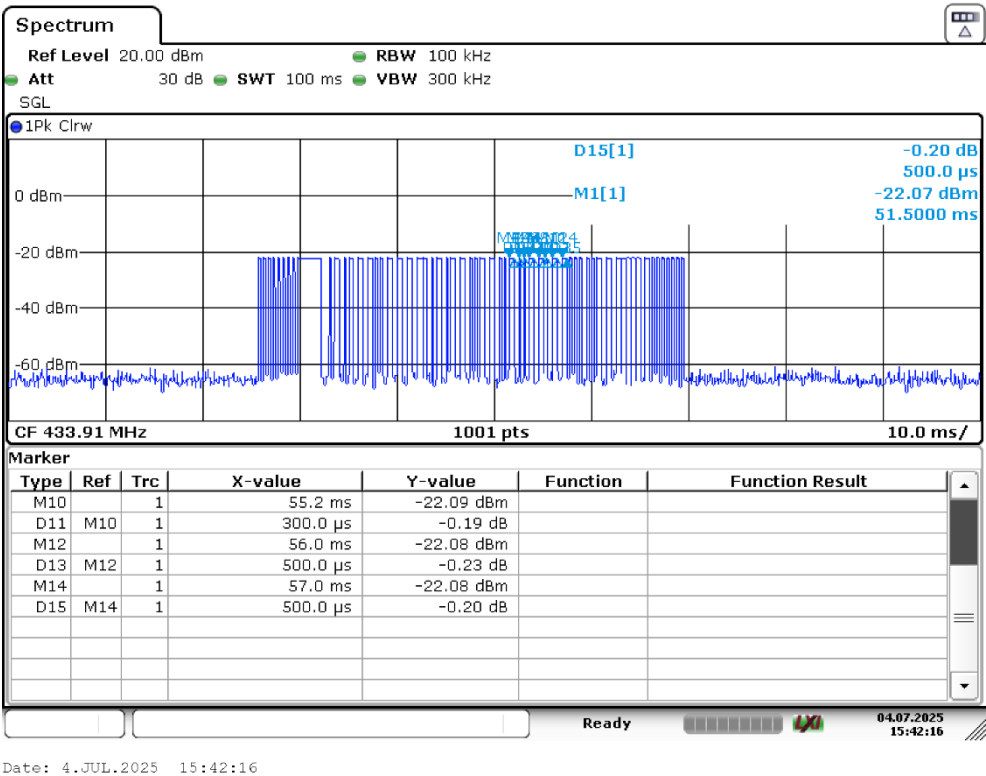 Spectrum
Ref Level 20.00 dBm RBW 100 kHz
Att 30 dB SWT 100 ms VBW 300 kHz
SGL
1Pk Clrw
D15[1] -0.20 dB
500.0 µs
0 dBm M1[1] -22.07 dBm
51.5000 ms
-20 dBm
-40 dBm
-60 dBm
CF 433.91 MHz 1001 pts 10.0 ms/
Marker
Type Ref Trc X-value Y-value Function Function Result
M10 1 55.2 ms -22.09 dBm
D11 M10 1 300.0 µs -0.19 dB
M12 1 56.0 ms -22.08 dBm
D13 M12 1 500.0 µs -0.23 dB
M14 1 57.0 ms -22.08 dBm
D15 M14 1 500.0 µs -0.20 dB
Ready LXI 04.07.2025
15:42:16
Date: 4.JUL.2025 15:42:16